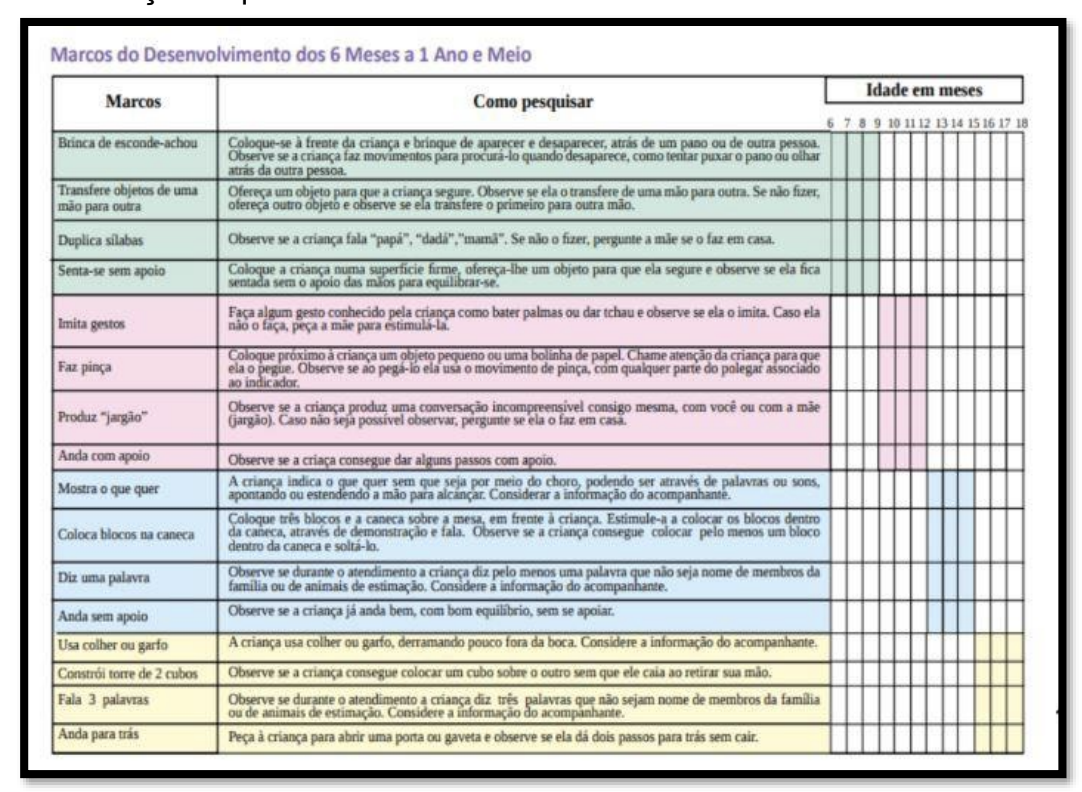 Marcos do Desenvolvimento dos 6 Meses a 1 Ano e Meio
Marcos
Como pesquisar
Idade em meses
6 7 8 9 10 11 12 13 14 15 16 17 18
Brinca de esconde-achou
Coloque-se à frente da criança e brinque de aparecer e desaparecer, atrás de um pano ou de outra pessoa.
Observe se a criança faz movimentos para procurá-lo quando desaparece, como tentar puxar o pano ou olhar
atrás da outra pessoa.
Transfere objetos de uma
mão para outra
Ofereça um objeto para que a criança segure. Observe se ela o transfere de uma mão para outra. Se não fizer,
ofereça outro objeto e observe se ela transfere o primeiro para outra mão.
Duplica sílabas
Observe se a criança fala “papá”, “dadá”,”mamã”. Se não o fizer, pergunte a mãe se o faz em casa.
Senta-se sem apoio
Coloque a criança numa superfície firme, ofereça-lhe um objeto para que ela segure e observe se ela fica
sentada sem o apoio das mãos para equilibrar-se.
Imita gestos
Faça algum gesto conhecido pela criança como bater palmas ou dar tchau e observe se ela o imita. Caso ela
não o faça, peça a mãe para estimulá-la.
Faz pinça
Coloque próximo à criança um objeto pequeno ou uma bolinha de papel. Chame atenção da criança para que
ela o pegue. Observe se ao pegá-lo ela usa o movimento de pinça, com qualquer parte do polegar associado
ao indicador.
Produz “jargão”
Observe se a criança produz uma conversação incompreensível consigo mesma, com você ou com a mãe
(jargão). Caso não seja possível observar, pergunte se ela o faz em casa.
Anda com apoio
Observe se a criaça consegue dar alguns passos com apoio.
Mostra o que quer
A criança indica o que quer sem que seja por meio do choro, podendo ser através de palavras ou sons,
apontando ou estendendo a mão para alcançar. Considerar a informação do acompanhante.
Coloca blocos na caneca
Coloque três blocos e a caneca sobre a mesa, em frente à criança. Estimule-a a colocar os blocos dentro
da caneca, através de demonstração e fala. Observe se a criança consegue colocar pelo menos um bloco
dentro da caneca e soltá-lo.
Diz uma palavra
Observe se durante o atendimento a criança diz pelo menos uma palavra que não seja nome de membros da
família ou de animais de estimação. Considere a informação do acompanhante.
Anda sem apoio
Observe se a criança já anda bem, com bom equilíbrio, sem se apoiar.
Usa colher ou garfo
A criança usa colher ou garfo, derramando pouco fora da boca. Considere a informação do acompanhante.
Constrói torre de 2 cubos
Observe se a criança consegue colocar um cubo sobre o outro sem que ele caia ao retirar sua mão.
Fala 3 palavras
Observe se durante o atendimento a criança diz três palavras que não sejam nome de membros da família
ou de animais de estimação. Considere a informação do acompanhante.
Anda para trás
Peça à criança para abrir uma porta ou gaveta e observe se ela dá dois passos para trás sem cair.